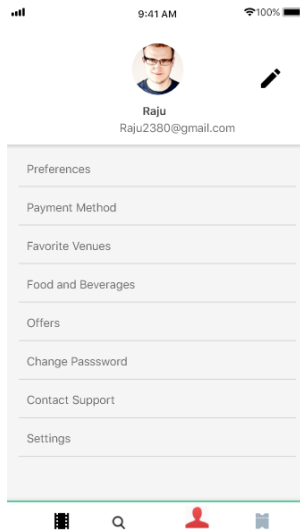 9:41 AM 100%
Raju
Raju2380@gmail.com
Preferences
Payment Method
Favorite Venues
Food and Beverages
Offers
Change Passsword
Contact Support
Settings